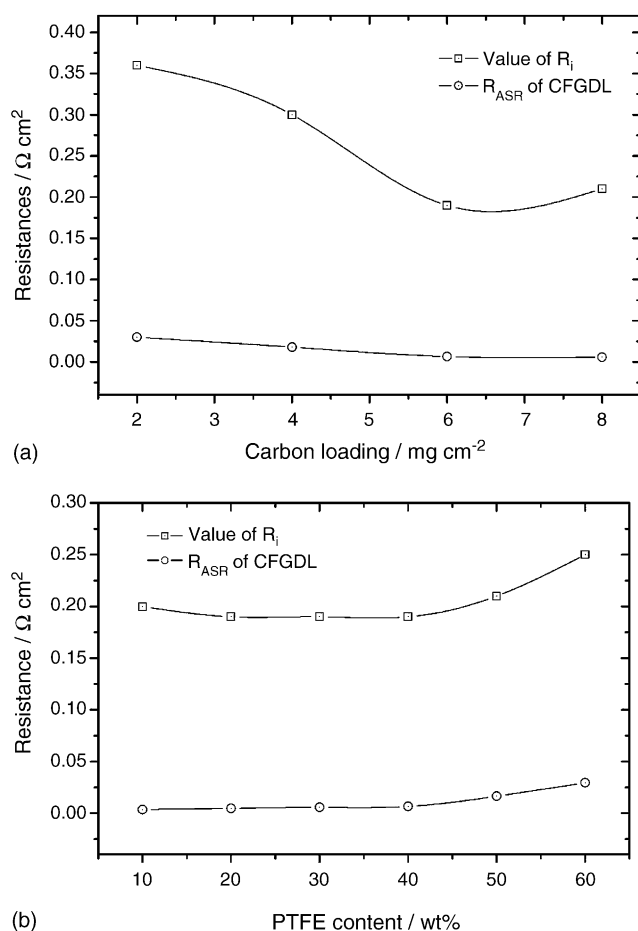 0.40
0.35
0.30
0.25
0.20
0.15
0.10
0.05
0.00
Resistances / Ω cm²
Value of Rᵢ
R_ASR of CFGDL
2 3 4 5 6 7 8
Carbon loading / mg cm⁻²
(a)
0.30
0.25
0.20
0.15
0.10
0.05
0.00
Resistance / Ω cm²
Value of Rᵢ
R_ASR of CFGDL
10 20 30 40 50 60
PTFE content / wt%
(b)